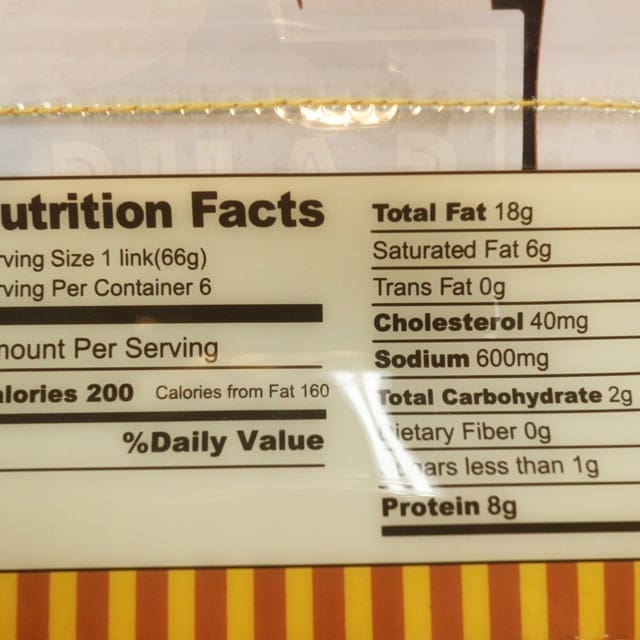 utrition Facts
rving Size 1 link(66g)
rving Per Container 6
mount Per Serving
alories 200 Calories from Fat 160
%Daily Value
Total Fat 18g
Saturated Fat 6g
Trans Fat 0g
Cholesterol 40mg
Sodium 600mg
Total Carbohydrate 2g
Dietary Fiber 0g
Sugars less than 1g
Protein 8g